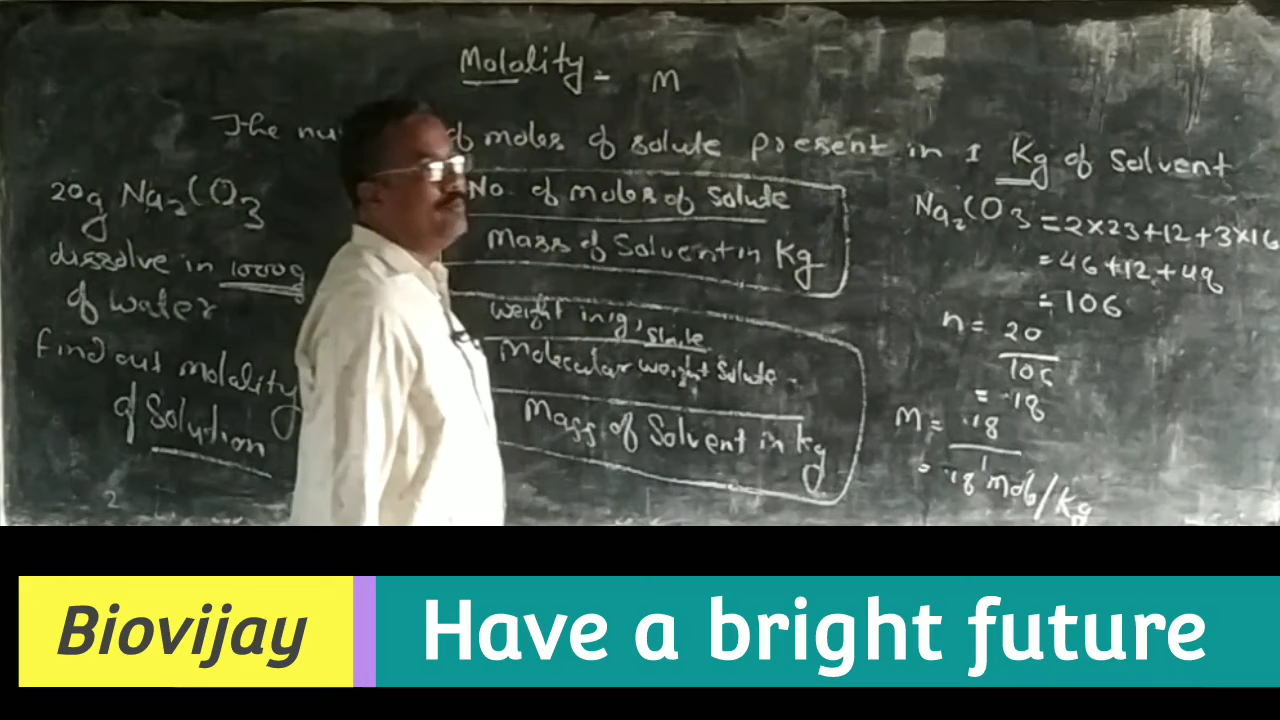 Molality = m
The nu of moles of solute present in 1 Kg of Solvent
20g Na2CO3
dissolve in 1000g
of water
Find out molality
of Solution
2
No. of moles of Solute
Mass of Solvent in Kg
Weight in g, Solute
Molecular weight Solute
Mass of Solvent in kg
Na2CO3 = 2×23+12+3×16
= 46+12+48
= 106
n = 20
106
= .18
M = .18
1
= .18 mole/Kg
Biovijay
Have a bright future